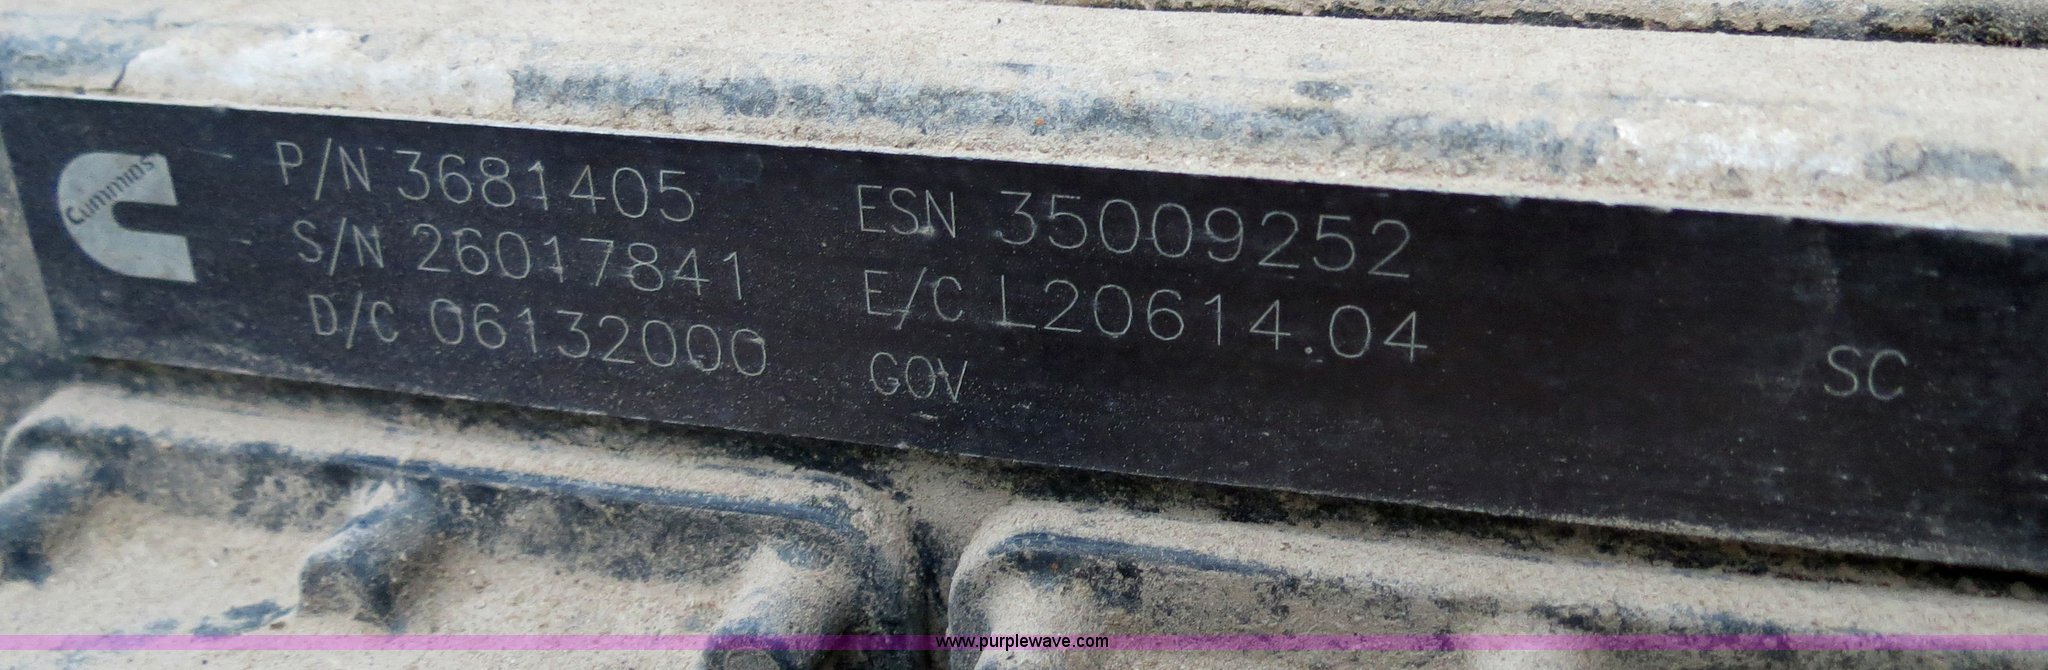 Cummins
P/N 3681405
S/N 26017841
D/C 06132000
ESN 35009252
E/C L20614.04
GOV
SC
www.purplewave.com